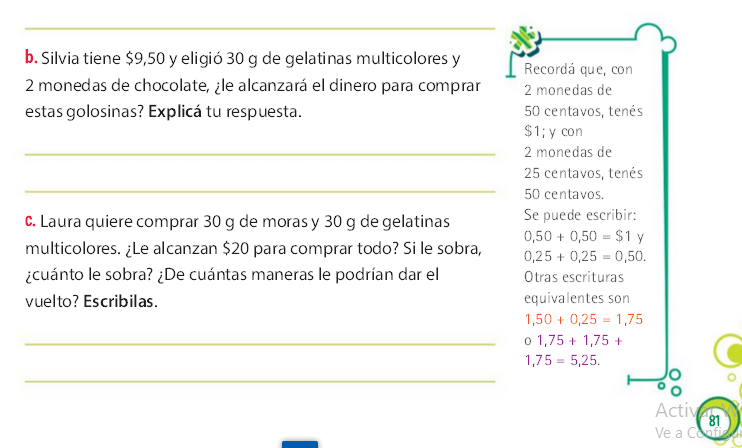 b. Silvia tiene $9,50 y eligió 30 g de gelatinas multicolores y
2 monedas de chocolate, ¿le alcanzará el dinero para comprar
estas golosinas? Explicá tu respuesta.
c. Laura quiere comprar 30 g de moras y 30 g de gelatinas
multicolores. ¿Le alcanzan $20 para comprar todo? Si le sobra,
¿cuánto le sobra? ¿De cuántas maneras le podrían dar el
vuelto? Escribilas.
Recordá que, con
2 monedas de
50 centavos, tenés
$1; y con
2 monedas de
25 centavos, tenés
50 centavos.
Se puede escribir:
0,50 + 0,50 = $1 y
0,25 + 0,25 = 0,50.
Otras escrituras
equivalentes son
1,50 + 0,25 = 1,75
o 1,75 + 1,75 +
1,75 = 5,25.
81
Ve a